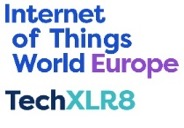 Internet
of Things
World Europe
TechXLR8